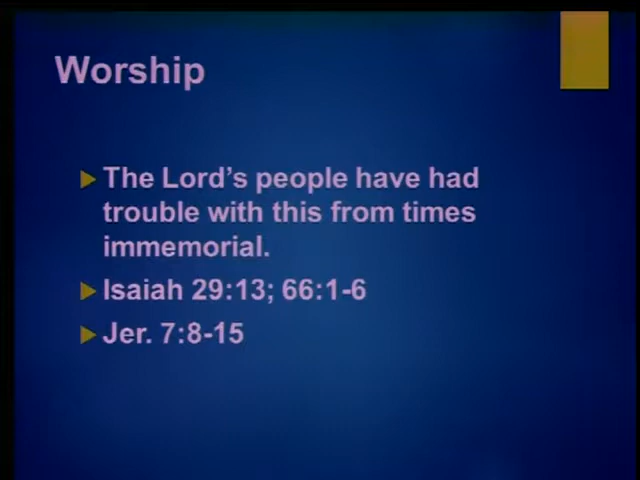 Worship
The Lord's people have had
trouble with this from times
immemorial.
Isaiah 29:13; 66:1-6
Jer. 7:8-15